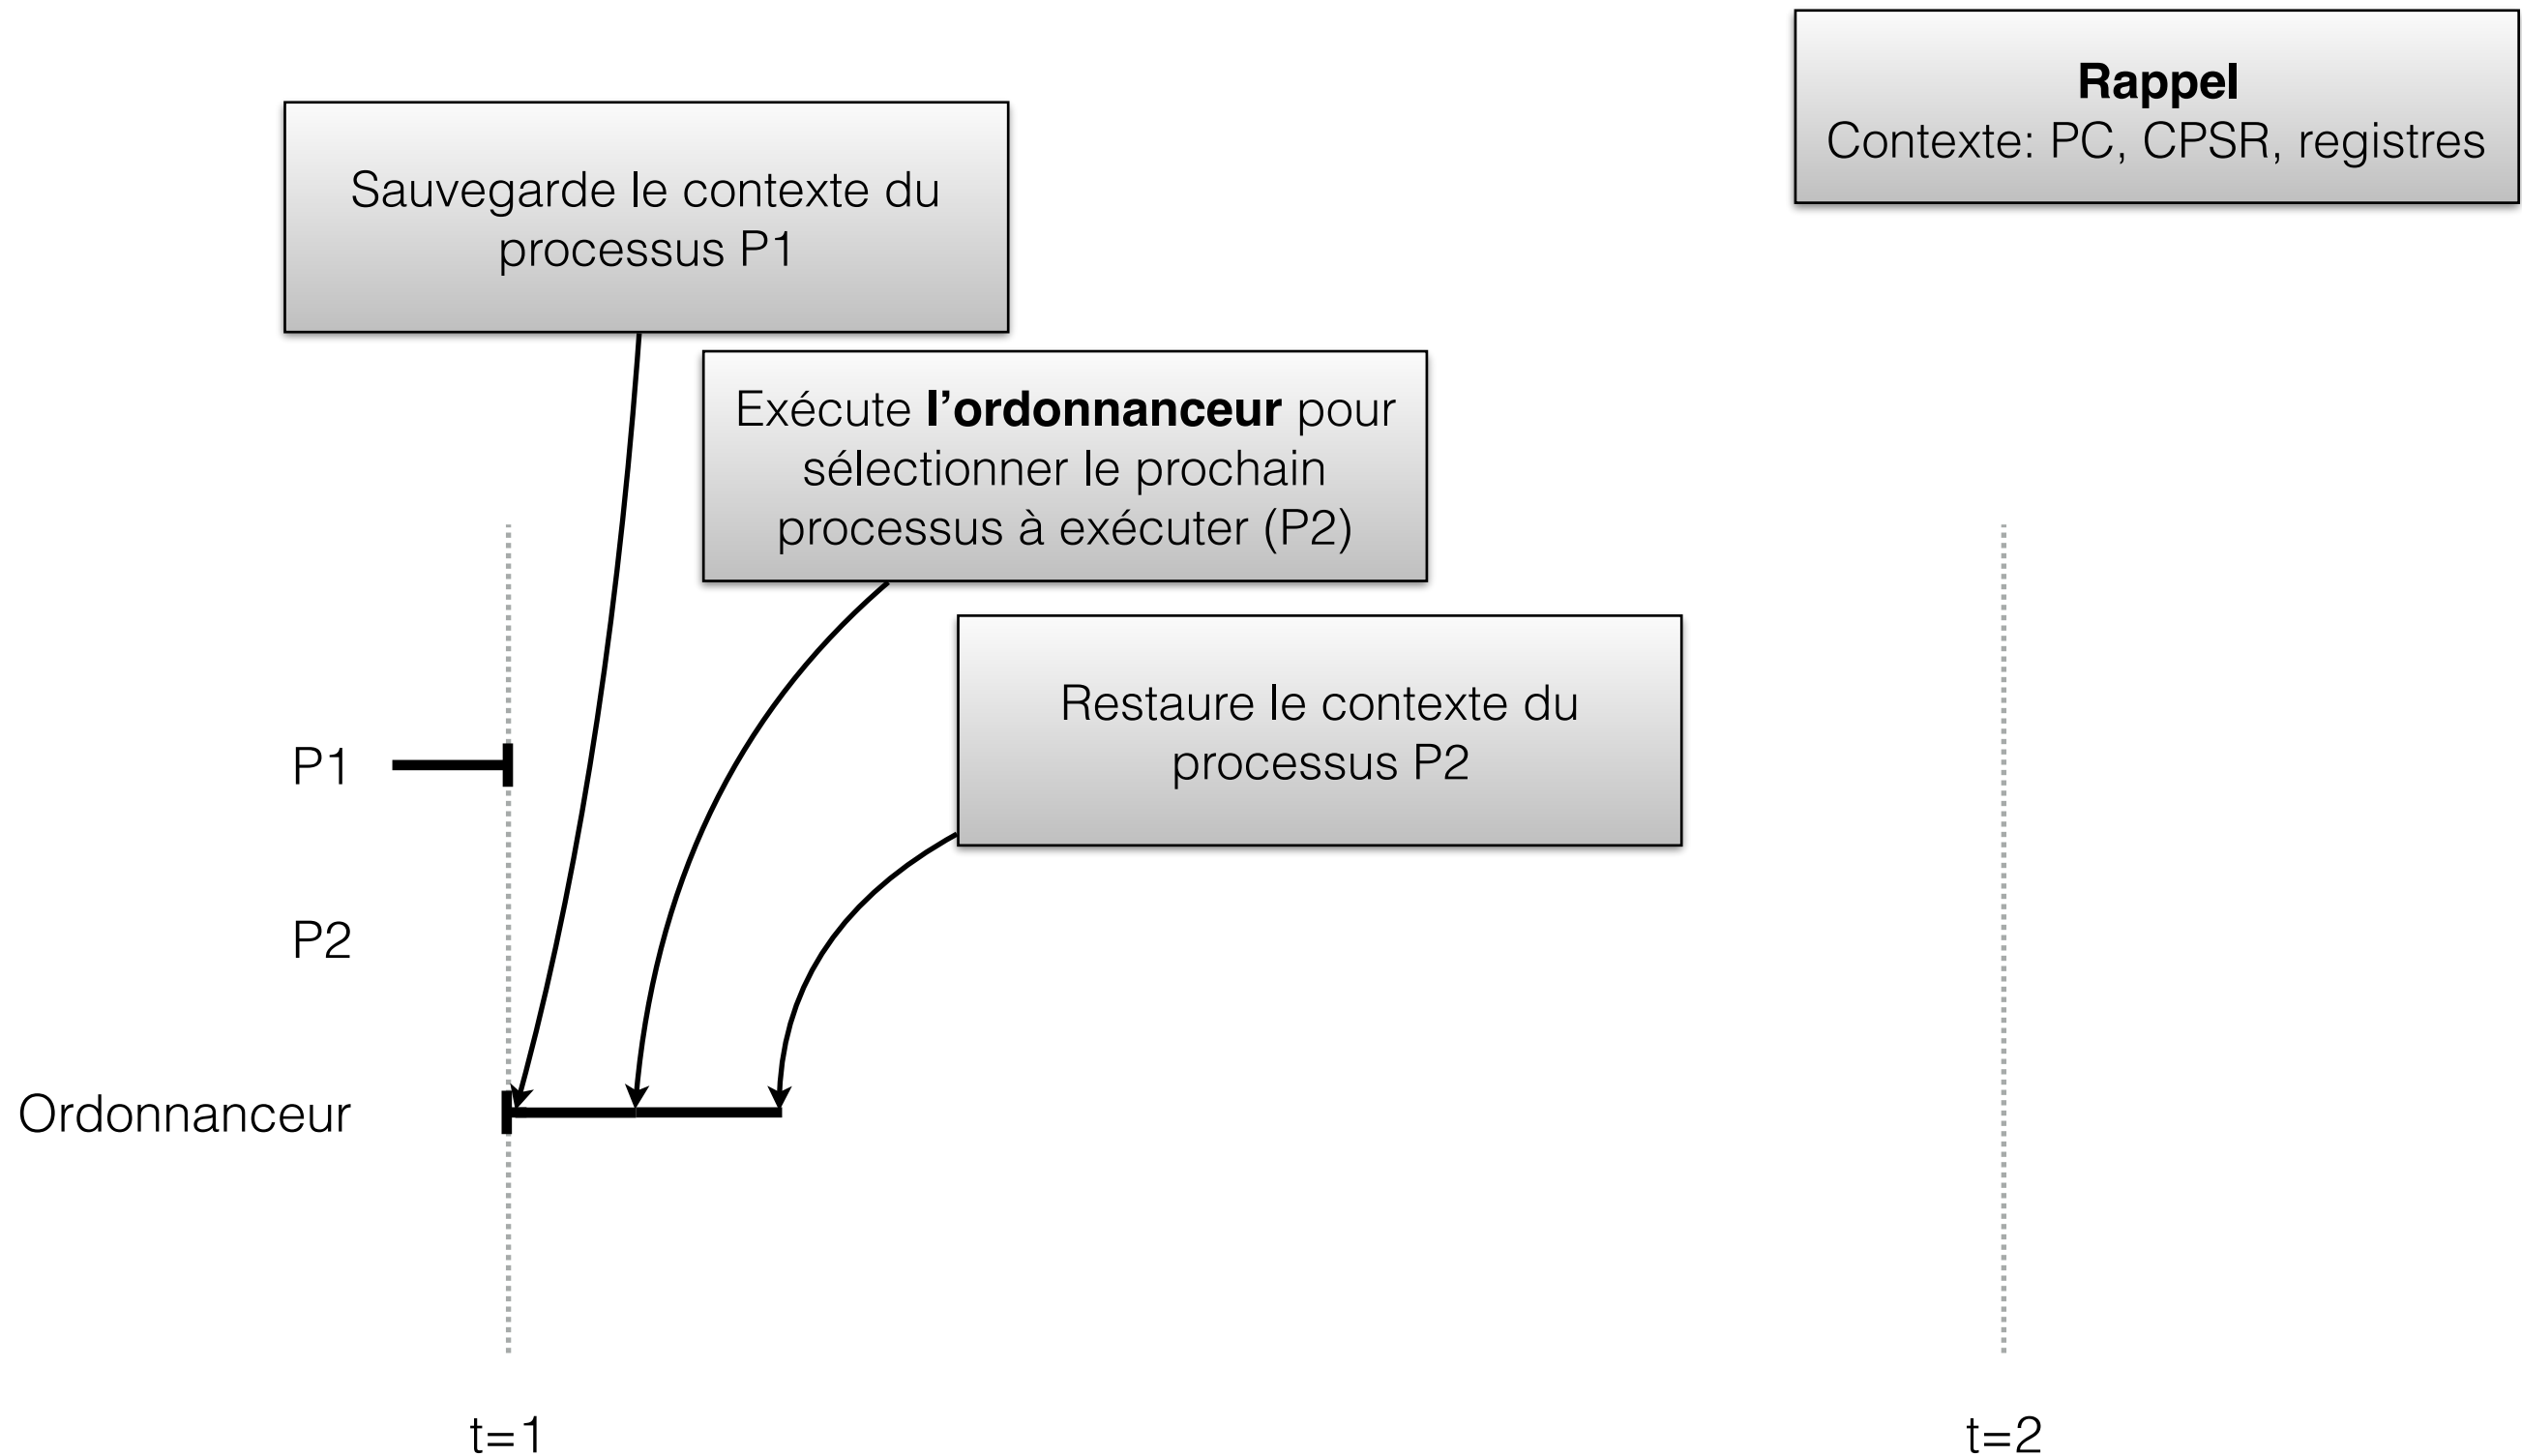 Rappel
Contexte: PC, CPSR, registres
Sauvegarde le contexte du
processus P1
Exécute l’ordonnanceur pour
sélectionner le prochain
processus à exécuter (P2)
Restaure le contexte du
processus P2
P1
P2
Ordonnanceur
t=1
t=2